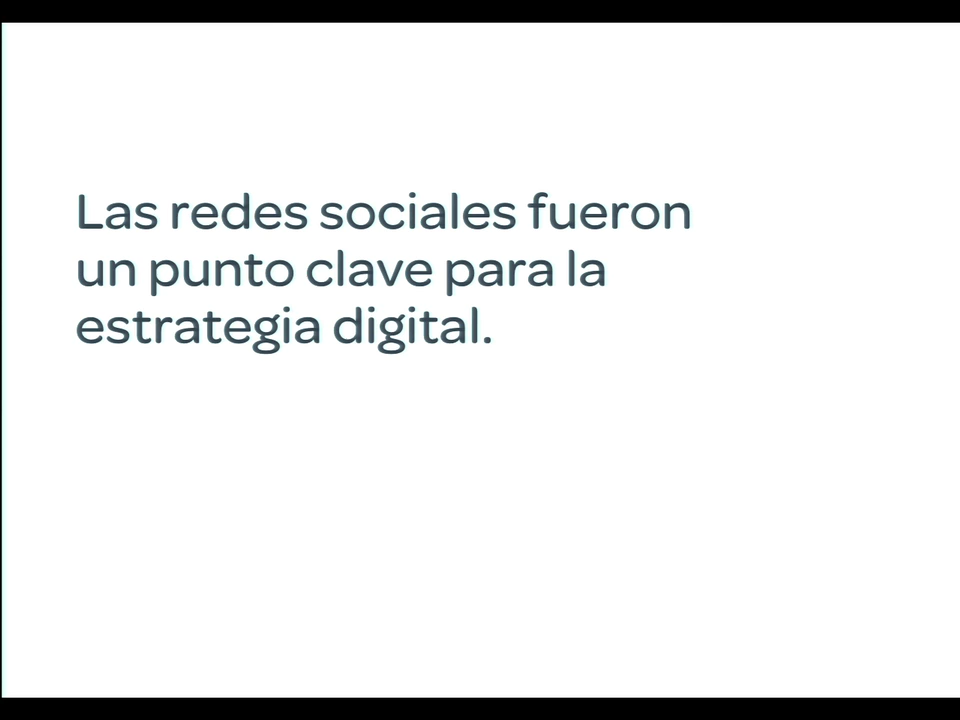 Las redes sociales fueron
un punto clave para la
estrategia digital.